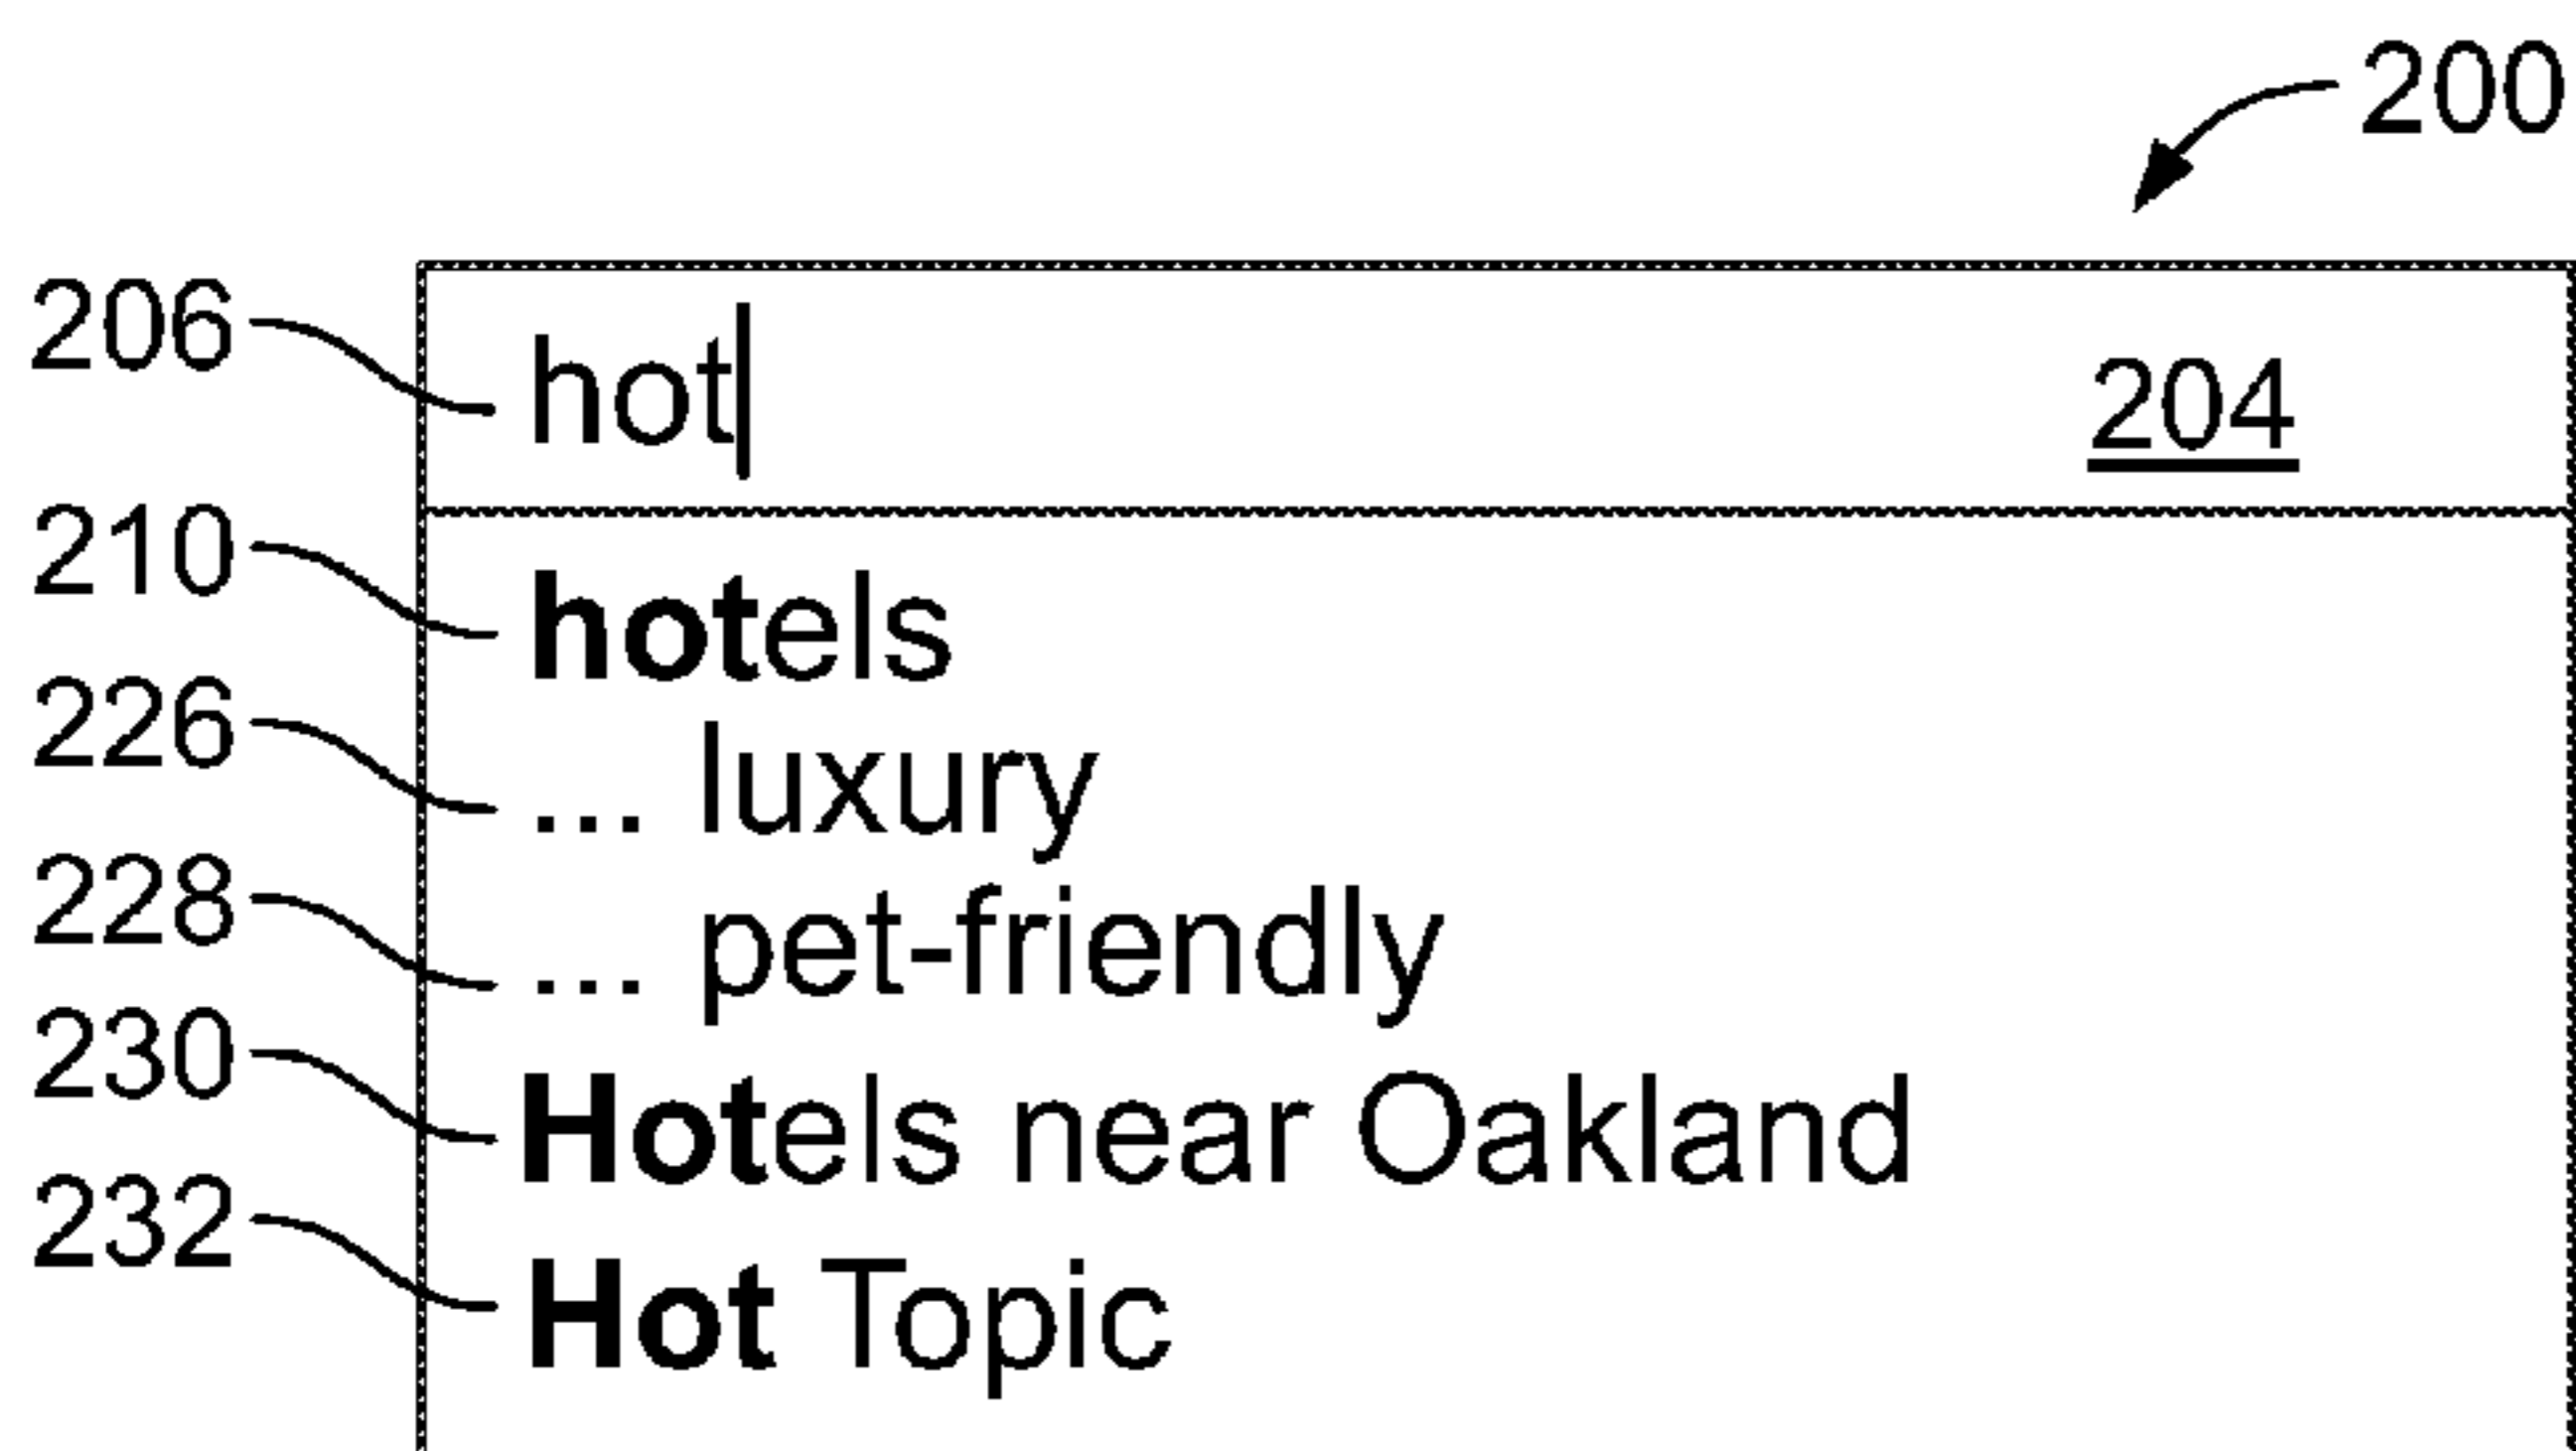 200
206 hot 204
210 hotels
226 ... luxury
228 ... pet-friendly
230 Hotels near Oakland
232 Hot Topic